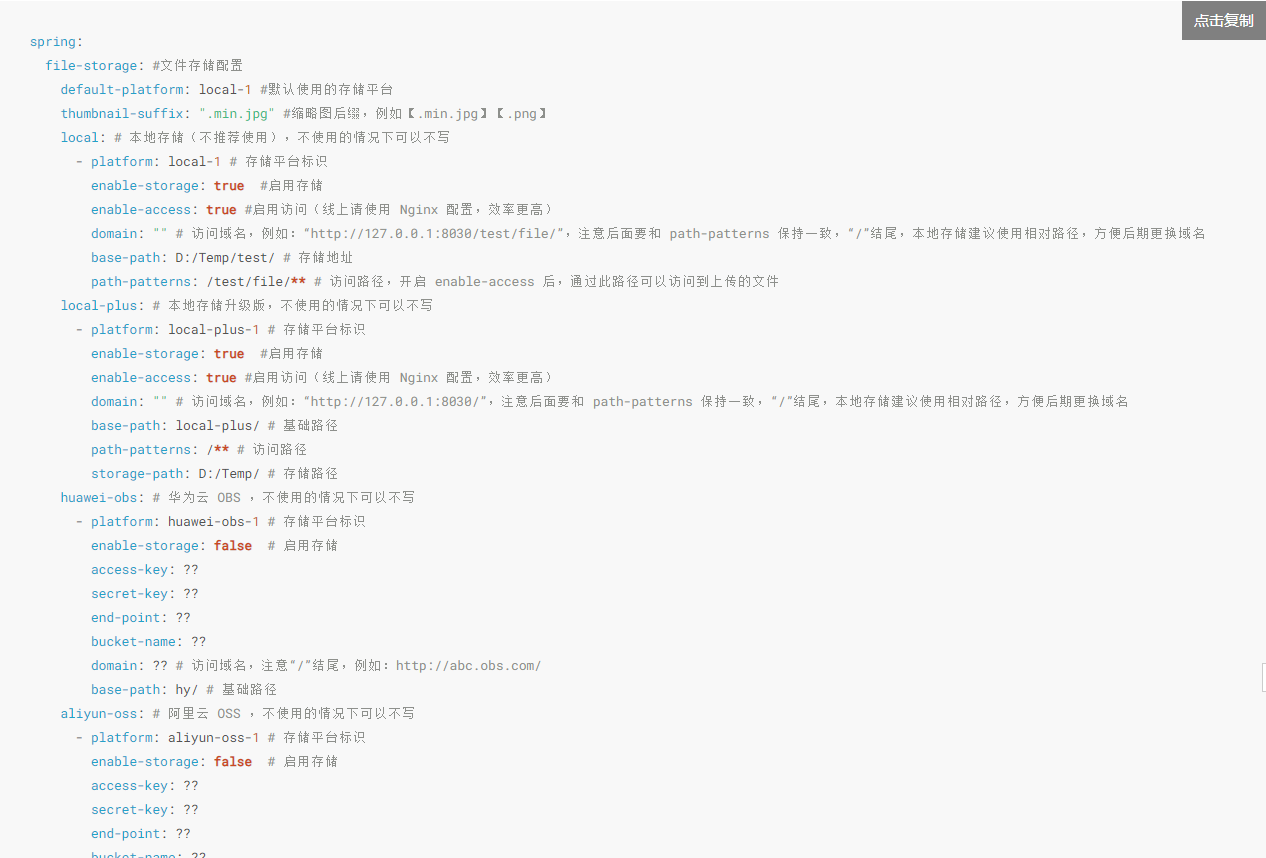 点击复制
spring:
  file-storage: #文件存储配置
    default-platform: local-1 #默认使用的存储平台
    thumbnail-suffix: ".min.jpg" #缩略图后缀，例如【.min.jpg】【.png】
    local: # 本地存储（不推荐使用），不使用的情况下可以不写
      - platform: local-1 # 存储平台标识
        enable-storage: true  #启用存储
        enable-access: true #启用访问（线上请使用 Nginx 配置，效率更高）
        domain: "" # 访问域名，例如：“http://127.0.0.1:8030/test/file/”，注意后面要和 path-patterns 保持一致，“/”结尾，本地存储建议使用相对路径，方便后期更换域名
        base-path: D:/Temp/test/ # 存储地址
        path-patterns: /test/file/** # 访问路径，开启 enable-access 后，通过此路径可以访问到上传的文件
    local-plus: # 本地存储升级版，不使用的情况下可以不写
      - platform: local-plus-1 # 存储平台标识
        enable-storage: true  #启用存储
        enable-access: true #启用访问（线上请使用 Nginx 配置，效率更高）
        domain: "" # 访问域名，例如：“http://127.0.0.1:8030/”，注意后面要和 path-patterns 保持一致，“/”结尾，本地存储建议使用相对路径，方便后期更换域名
        base-path: local-plus/ # 基础路径
        path-patterns: /** # 访问路径
        storage-path: D:/Temp/ # 存储路径
    huawei-obs: # 华为云 OBS ，不使用的情况下可以不写
      - platform: huawei-obs-1 # 存储平台标识
        enable-storage: false  # 启用存储
        access-key: ??
        secret-key: ??
        end-point: ??
        bucket-name: ??
        domain: ?? # 访问域名，注意“/”结尾，例如：http://abc.obs.com/
        base-path: hy/ # 基础路径
    aliyun-oss: # 阿里云 OSS ，不使用的情况下可以不写
      - platform: aliyun-oss-1 # 存储平台标识
        enable-storage: false  # 启用存储
        access-key: ??
        secret-key: ??
        end-point: ??
        bucket-name: ??